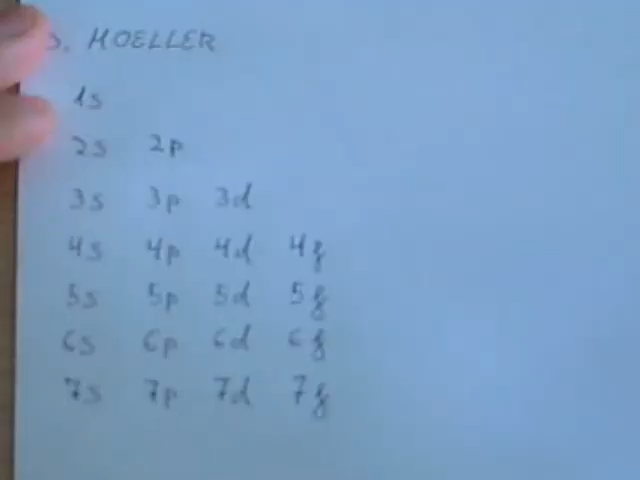 D. MOELLER
1s
2s 2p
3s 3p 3d
4s 4p 4d 4f
5s 5p 5d 5f
6s 6p 6d 6f
7s 7p 7d 7f